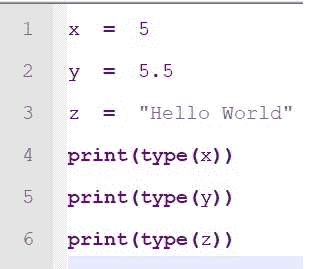 1 x = 5
2 y = 5.5
3 z = "Hello World"
4 print(type(x))
5 print(type(y))
6 print(type(z))